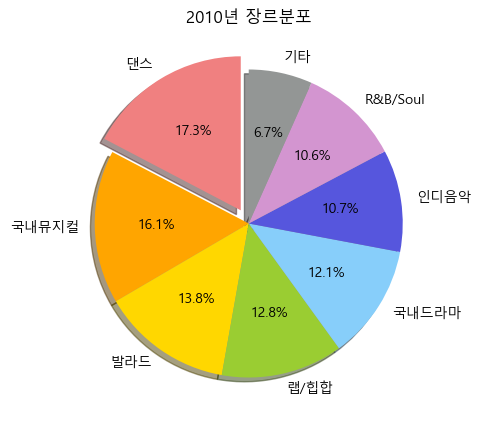 2010년 장르분포
댄스
17.3%
국내뮤지컬
16.1%
발라드
13.8%
랩/힙합
12.8%
국내드라마
12.1%
인디음악
10.7%
R&B/Soul
10.6%
기타
6.7%